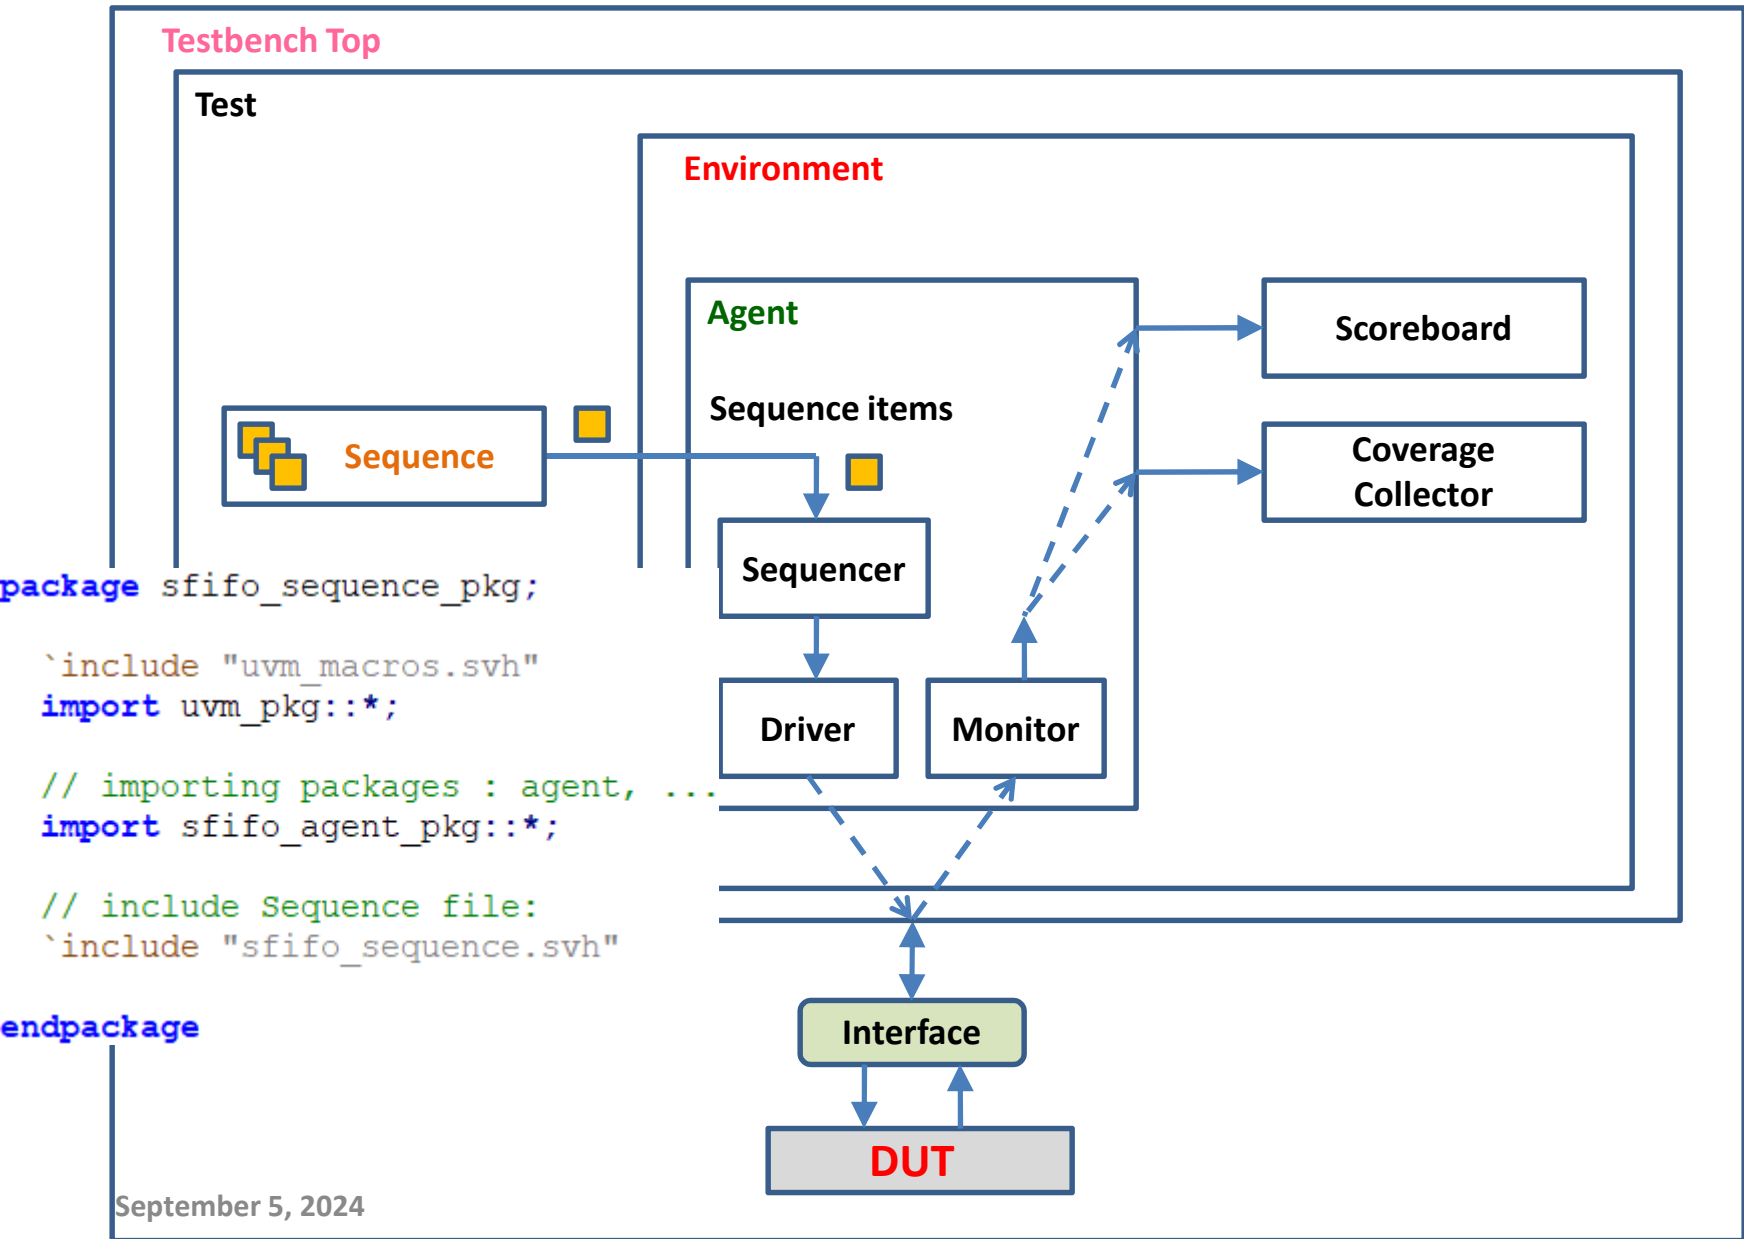 Testbench Top
Test
Environment
Agent
Scoreboard
Sequence items
Sequence
Coverage
Collector
Sequencer
package sfifo_sequence_pkg;
`include "uvm_macros.svh"
import uvm_pkg::*;
Driver
Monitor
// importing packages : agent, ...
import sfifo_agent_pkg::*;
// include Sequence file:
`include "sfifo_sequence.svh"
endpackage
Interface
DUT
September 5, 2024